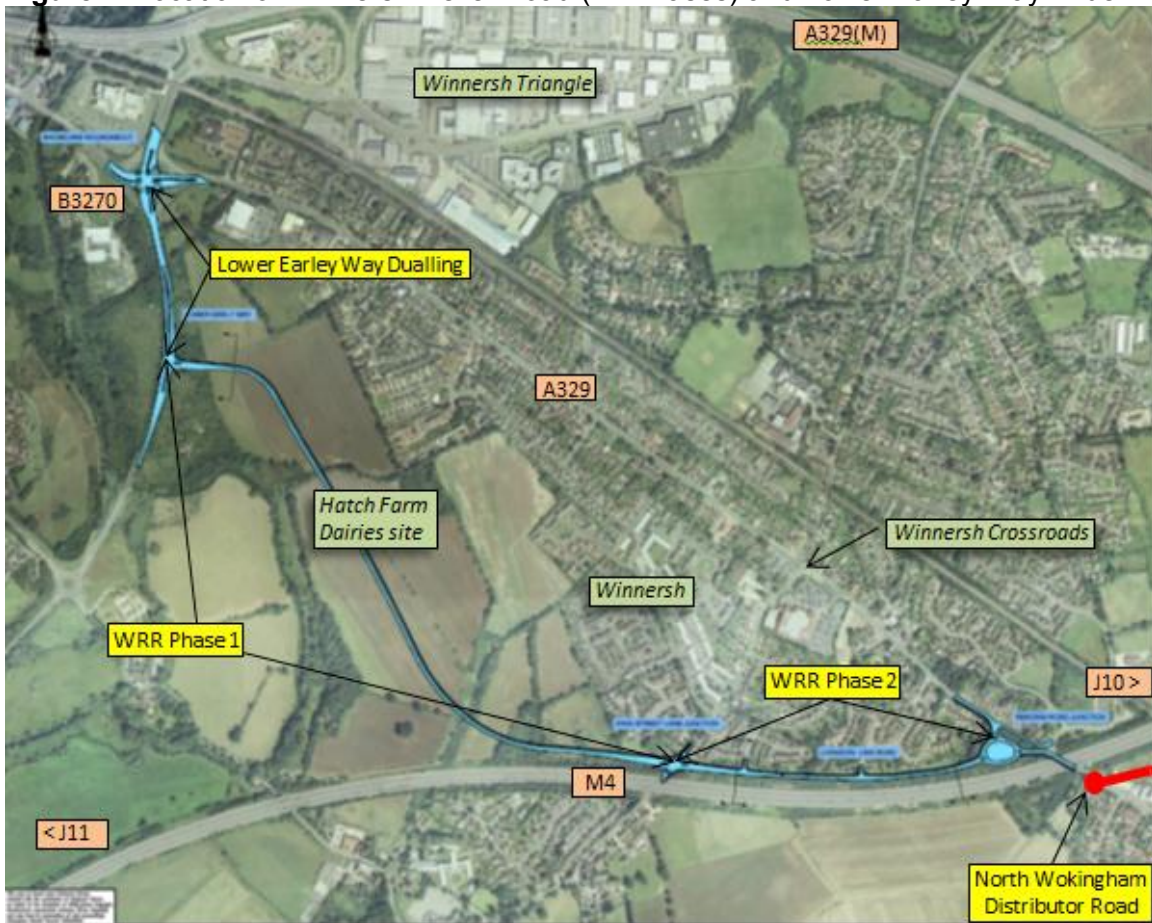 A329(M)
Winnersh Triangle
B3270
Lower Earley Way Dualling
A329
Hatch Farm
Dairies site
Winnersh Crossroads
Winnersh
WRR Phase 1
WRR Phase 2
J10 >
M4
< J11
North Wokingham
Distributor Road